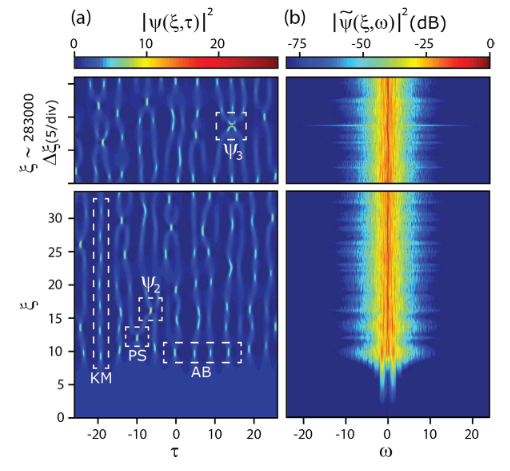 (a) |ψ(ξ,τ)|²
0 10 20
(b) |ψ̃(ξ,ω)|² (dB)
-75 -50 -25 0
ξ ~ 283000
Δξ(5/div)
ψ₃
30
25
20
15
10
5
0
ξ
ψ₂
KM
PS
AB
-20 -10 0 10 20
τ
-20 -10 0 10 20
ω